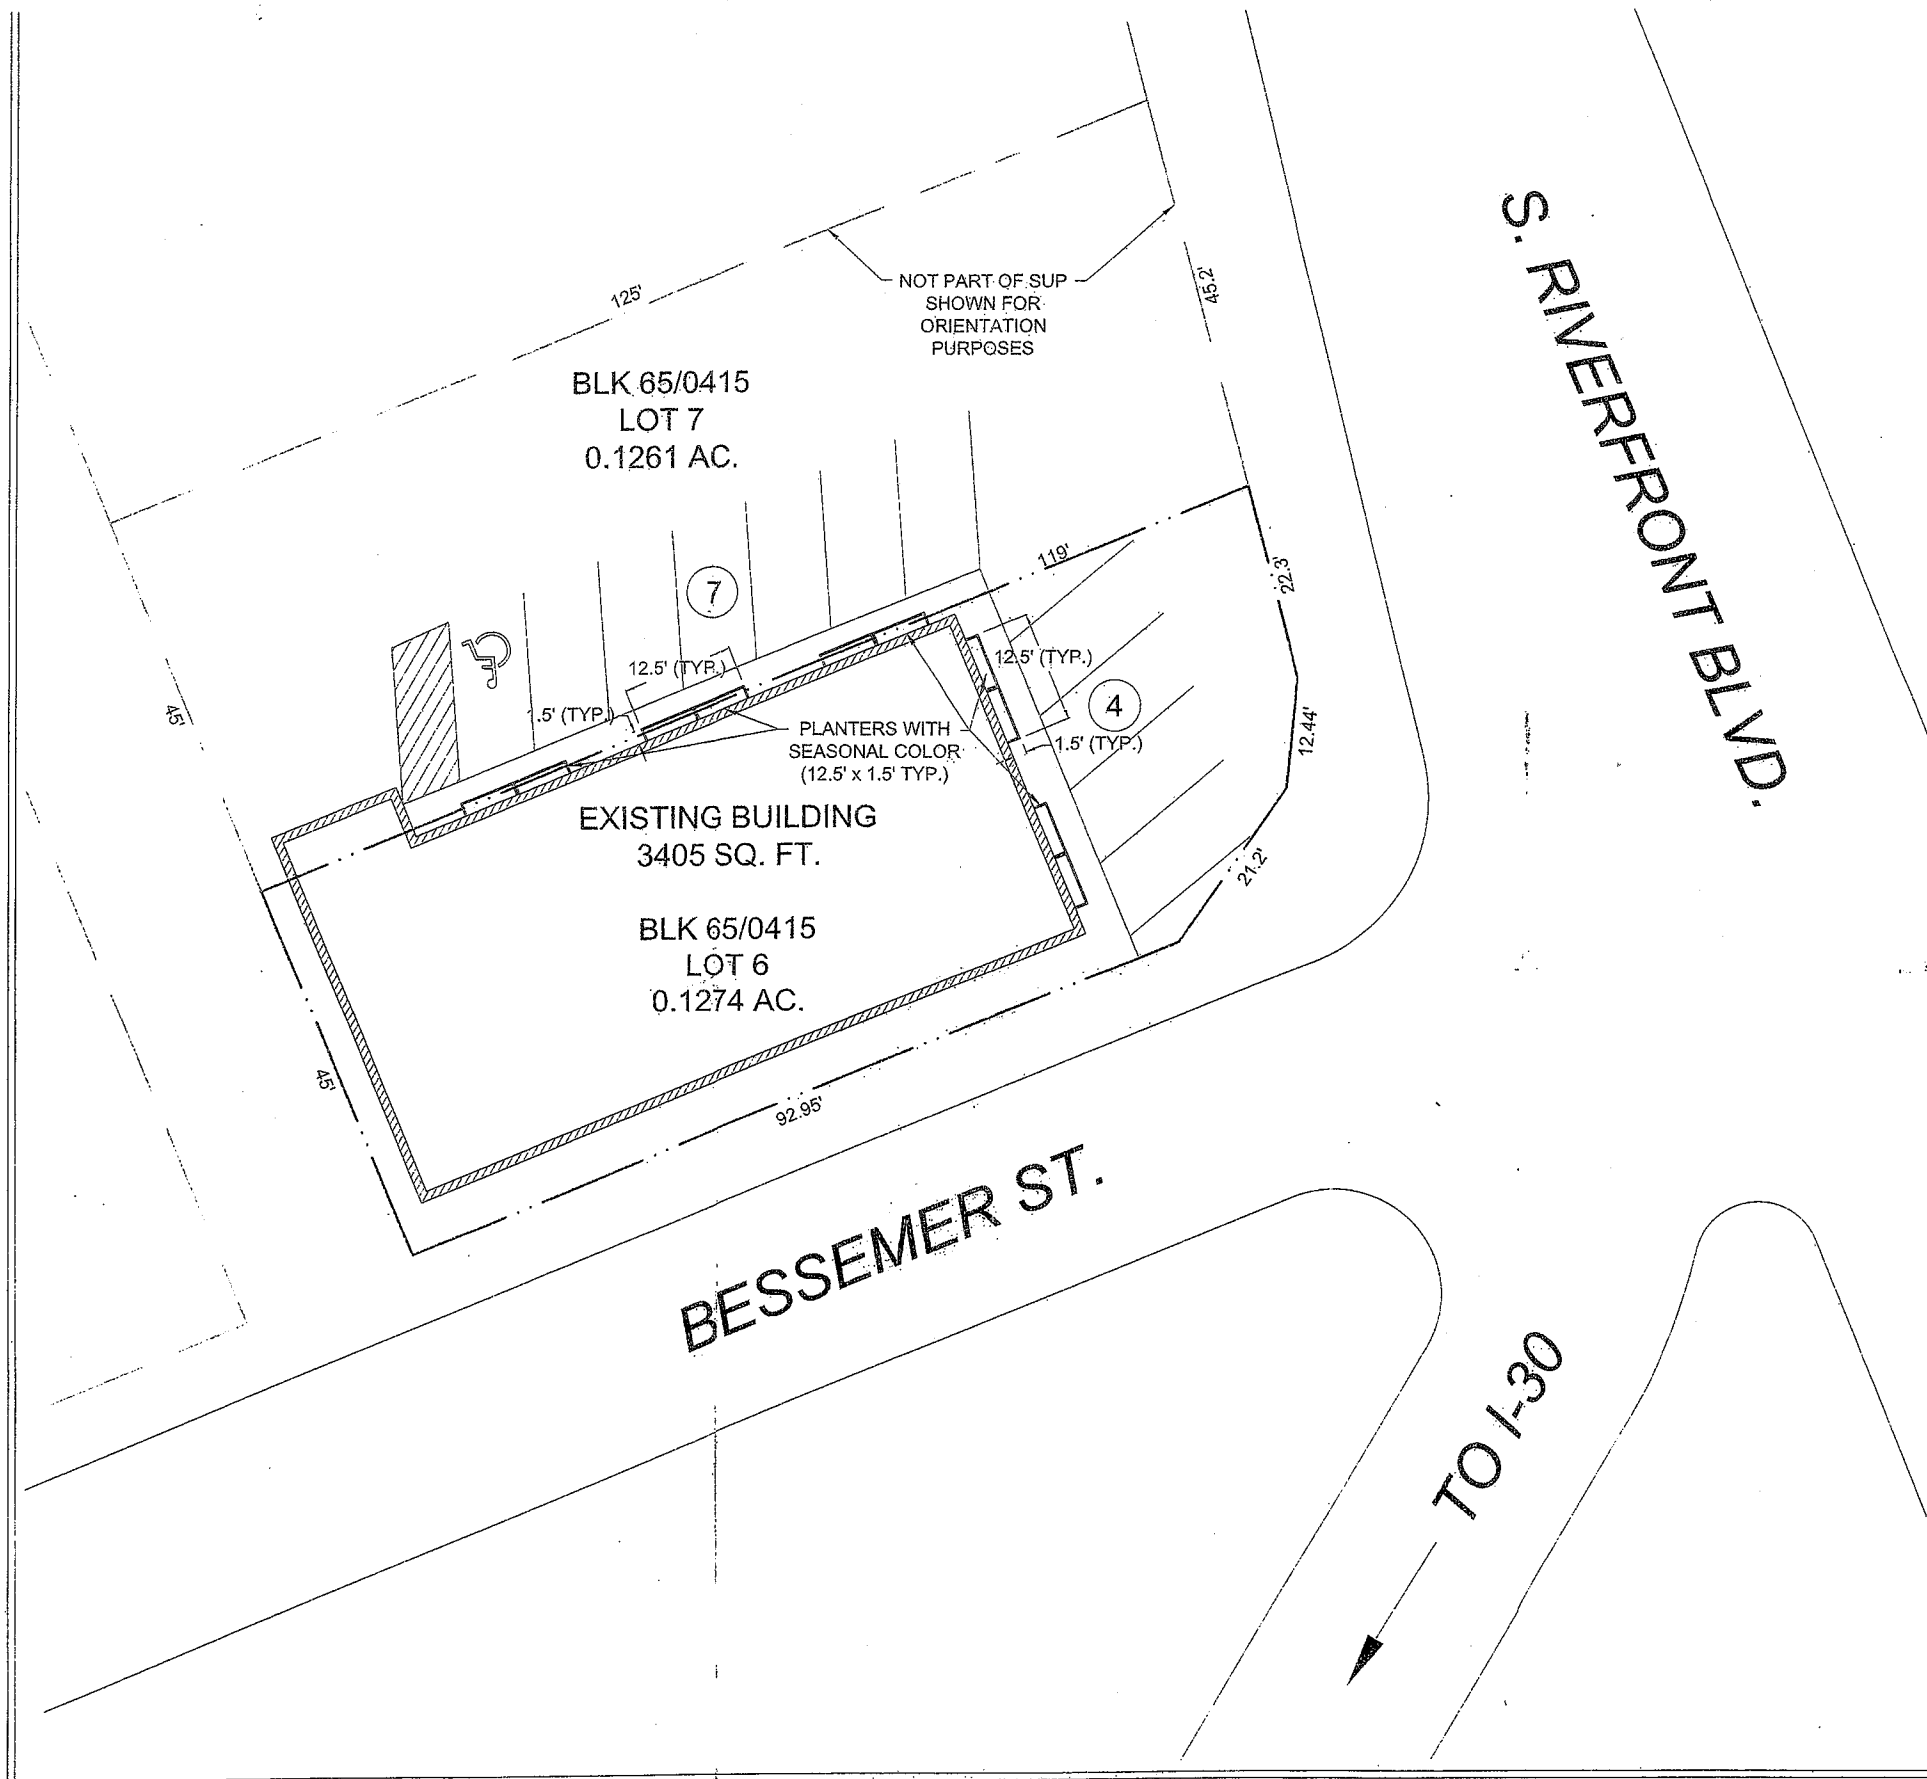 S. RIVERFRONT BLVD.
45.2'
125'
NOT PART OF SUP
SHOWN FOR
ORIENTATION
PURPOSES
BLK 65/0415
LOT 7
0.1261 AC.
119'
22.3'
7
12.5' (TYP.)
12.5' (TYP.)
4
45'
.5' (TYP.)
PLANTERS WITH
SEASONAL COLOR
(12.5' x 1.5' TYP.)
1.5' (TYP.)
12.44'
EXISTING BUILDING
3405 SQ. FT.
21.2'
BLK 65/0415
LOT 6
0.1274 AC.
45'
92.95'
BESSEMER ST.
TO I-30